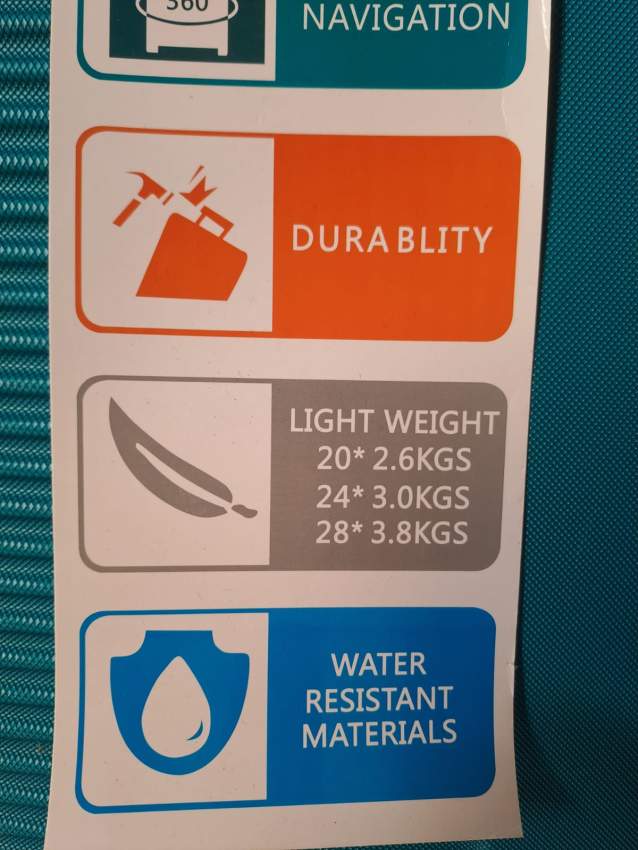 360
NAVIGATION
DURABLITY
LIGHT WEIGHT
20* 2.6KGS
24* 3.0KGS
28* 3.8KGS
WATER
RESISTANT
MATERIALS